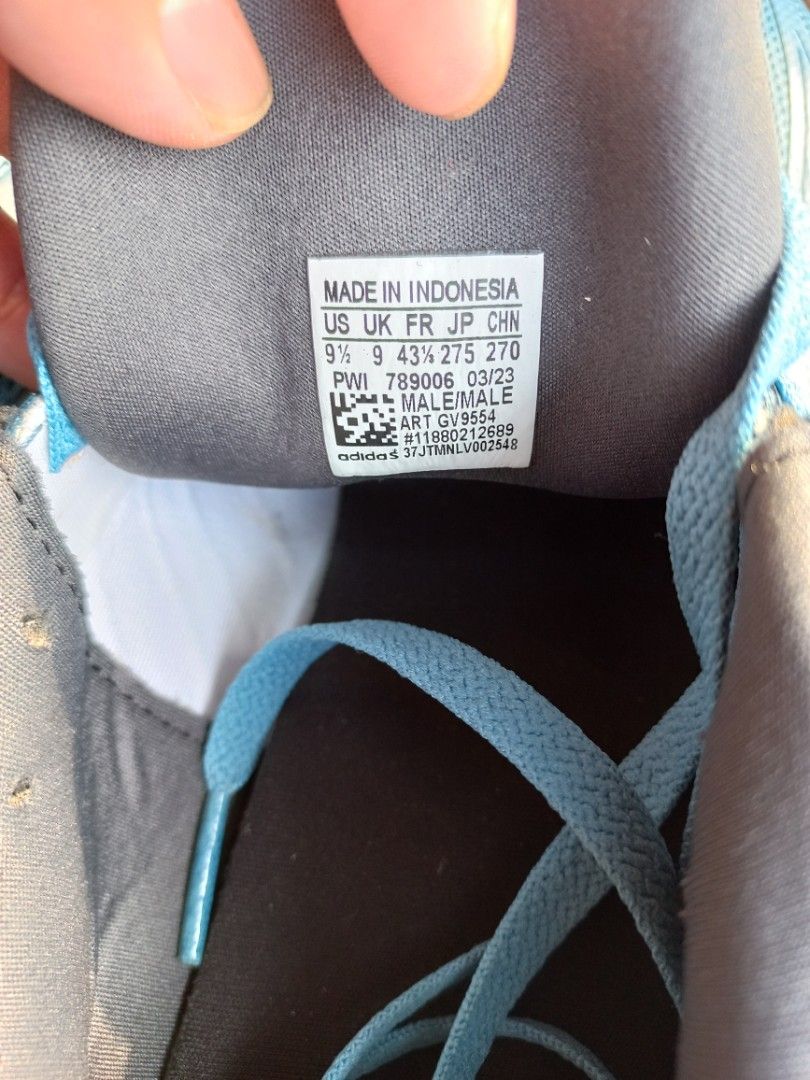 MADE IN INDONESIA
US UK FR JP CHN
9½ 9 43⅓ 275 270
PWI 789006 03/23
MALE/MALE
ART GV9554
#11880212689
adidas 37JTMNLV002548